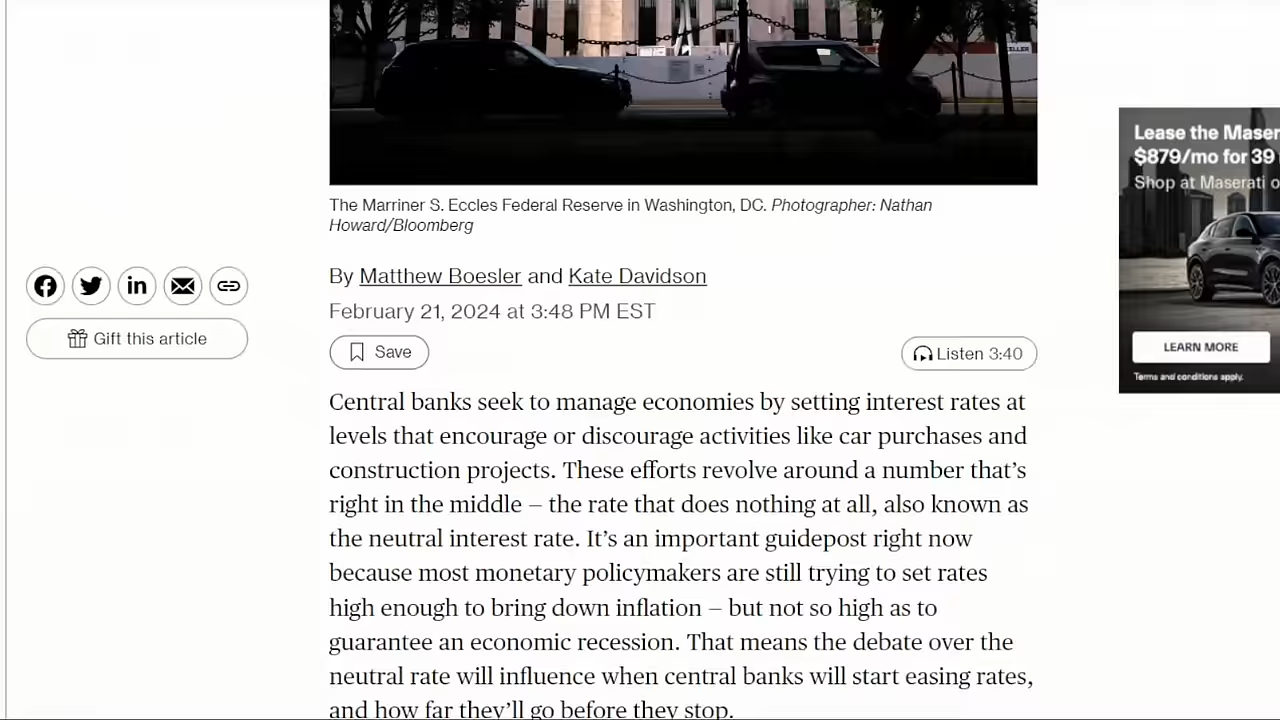 The Marriner S. Eccles Federal Reserve in Washington, DC. Photographer: Nathan
Howard/Bloomberg
By Matthew Boesler and Kate Davidson
February 21, 2024 at 3:48 PM EST
Gift this article
Save
Listen 3:40
Central banks seek to manage economies by setting interest rates at
levels that encourage or discourage activities like car purchases and
construction projects. These efforts revolve around a number that’s
right in the middle – the rate that does nothing at all, also known as
the neutral interest rate. It’s an important guidepost right now
because most monetary policymakers are still trying to set rates
high enough to bring down inflation – but not so high as to
guarantee an economic recession. That means the debate over the
neutral rate will influence when central banks will start easing rates,
and how far they’ll go before they stop.
Lease the Maser
$879/mo for 39
Shop at Maserati o
LEARN MORE
Terms and conditions apply.